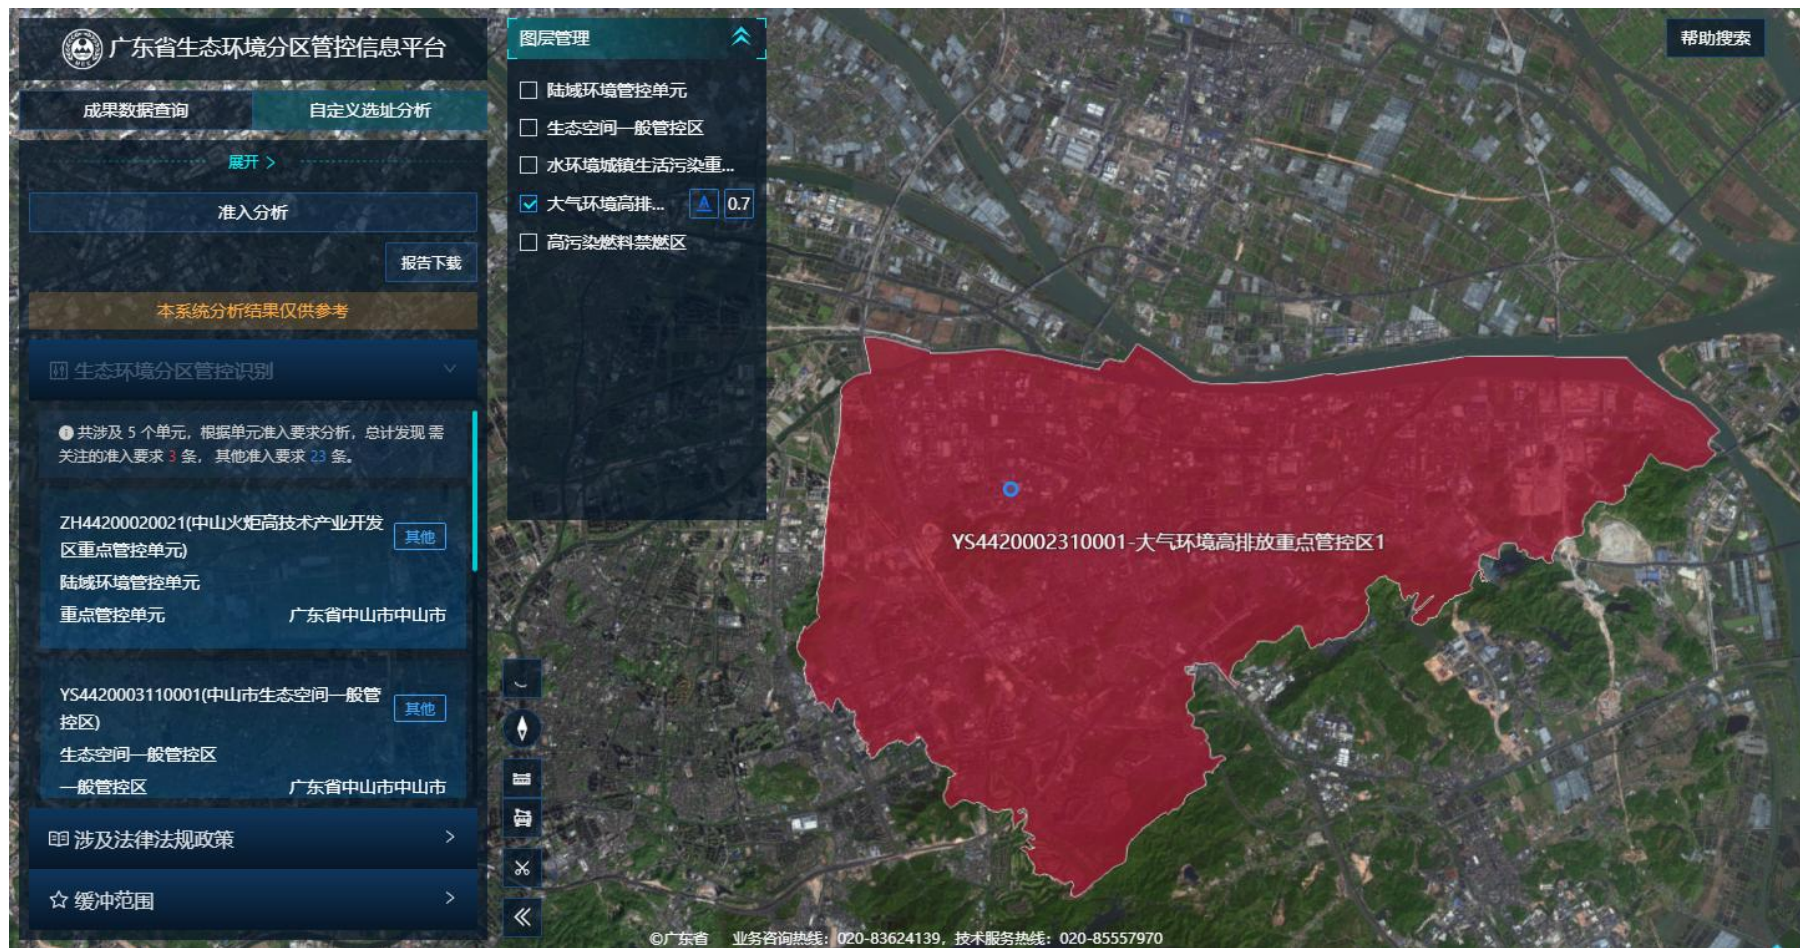 广东省生态环境分区管控信息平台
成果数据查询
自定义选址分析
展开 >
准入分析
报告下载
本系统分析结果仅供参考
生态环境分区管控识别
共涉及 5 个单元，根据单元准入要求分析，总计发现 需
关注的准入要求 3 条， 其他准入要求 23 条。
ZH44200020021(中山火炬高技术产业开发
区重点管控单元)
其他
陆域环境管控单元
重点管控单元
广东省中山市中山市
YS4420003110001(中山市生态空间一般管
控区)
其他
生态空间一般管控区
一般管控区
广东省中山市中山市
涉及法律法规政策
缓冲范围
图层管理
陆域环境管控单元
生态空间一般管控区
水环境城镇生活污染重...
大气环境高排...
0.7
高污染燃料禁燃区
帮助搜索
YS4420002310001-大气环境高排放重点管控区1
©广东省 业务咨询热线：020-83624139，技术服务热线：020-85557970